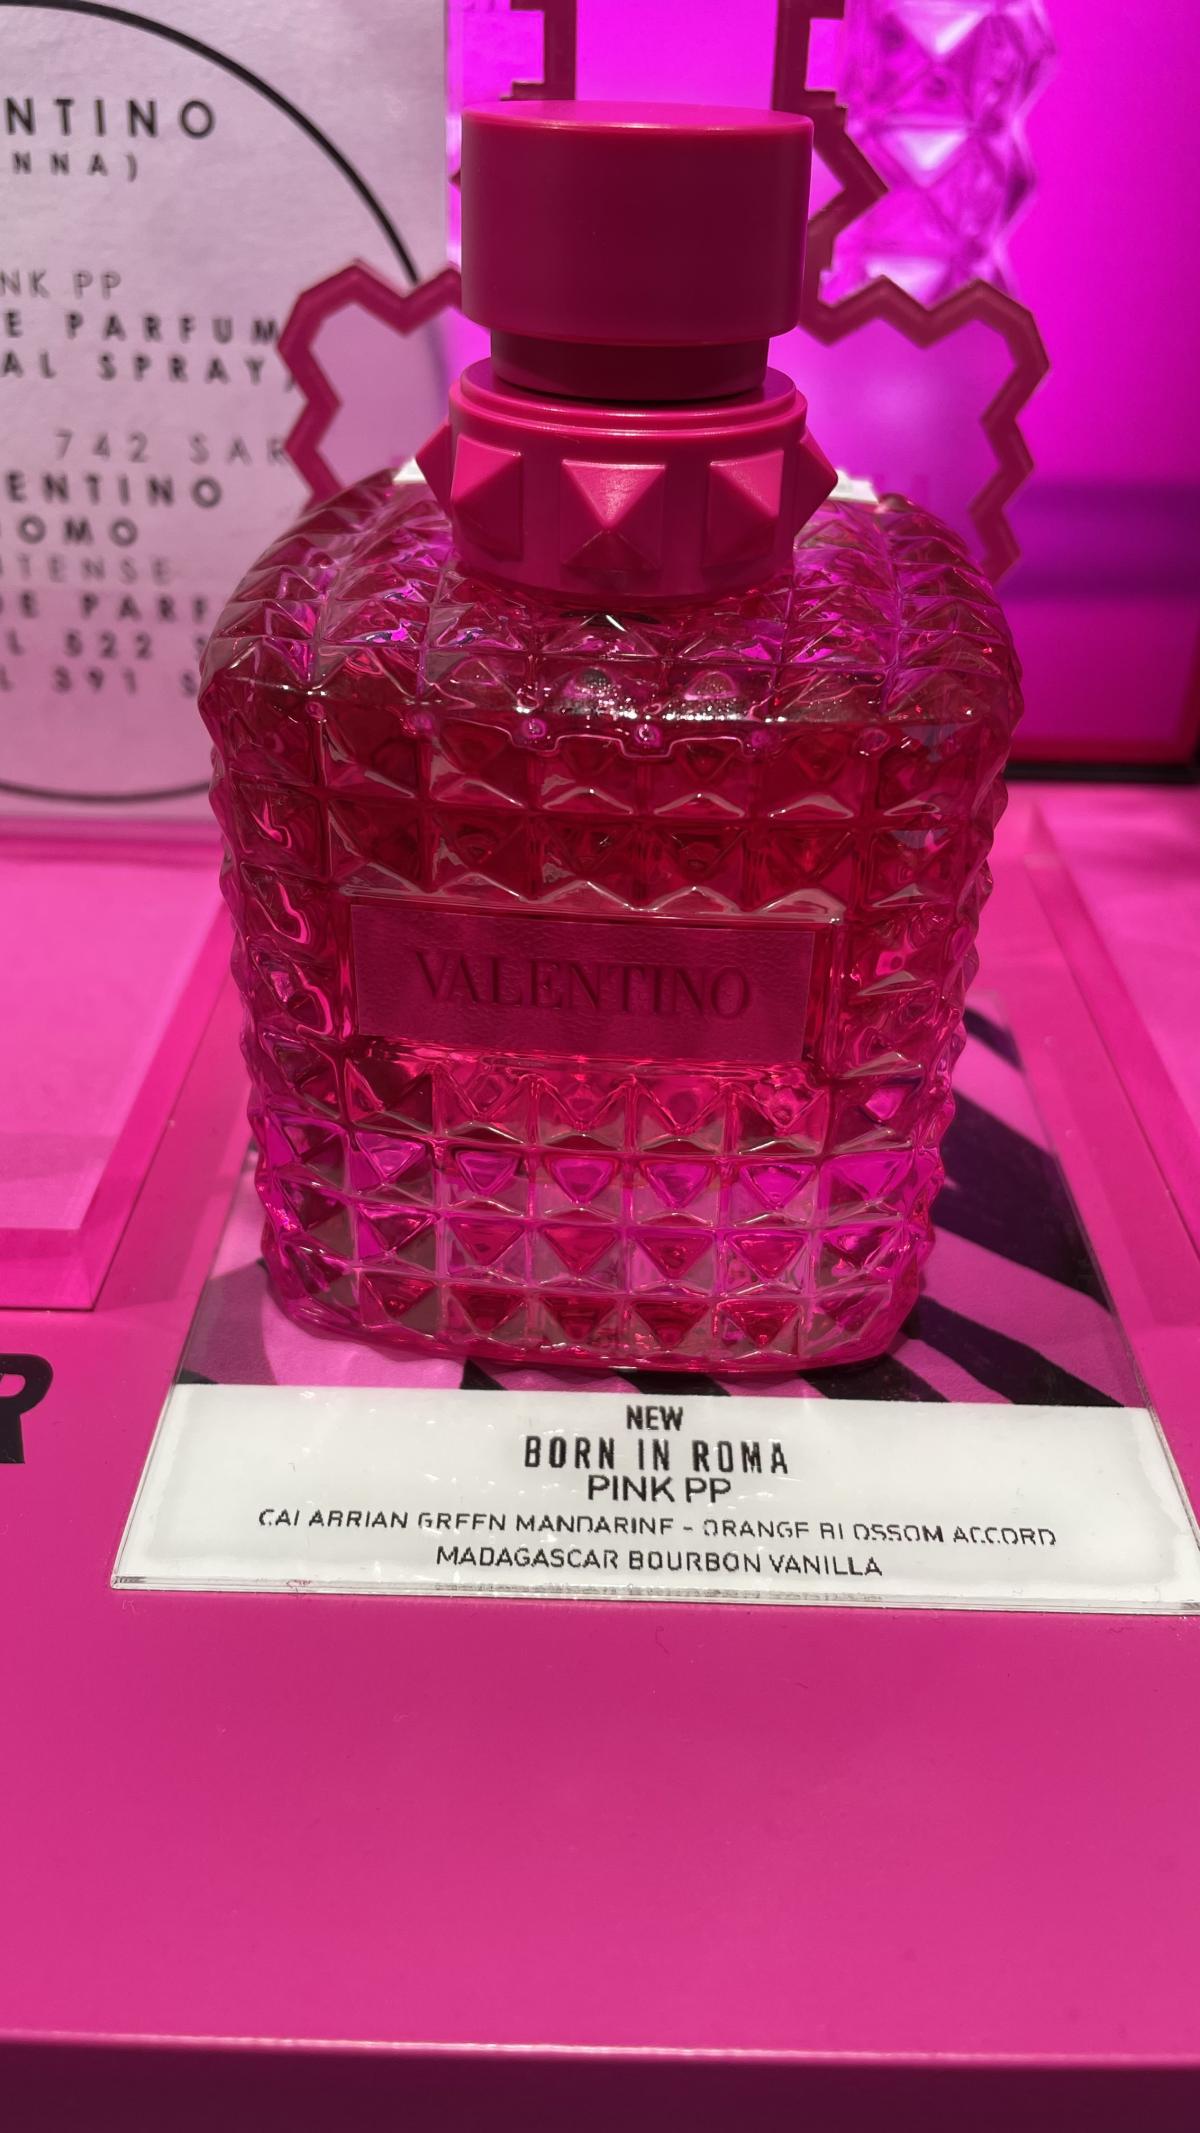 NTINO
NNA)
NK PP
E PARFUM
AL SPRAY)
742 SAR
ENTINO
OMO
TENSE
DE PARF
L 522
L 391 S
VALENTINO
R
NEW
BORN IN ROMA
PINK PP
CALABRIAN GREEN MANDARINE - ORANGE BLOSSOM ACCORD
MADAGASCAR BOURBON VANILLA